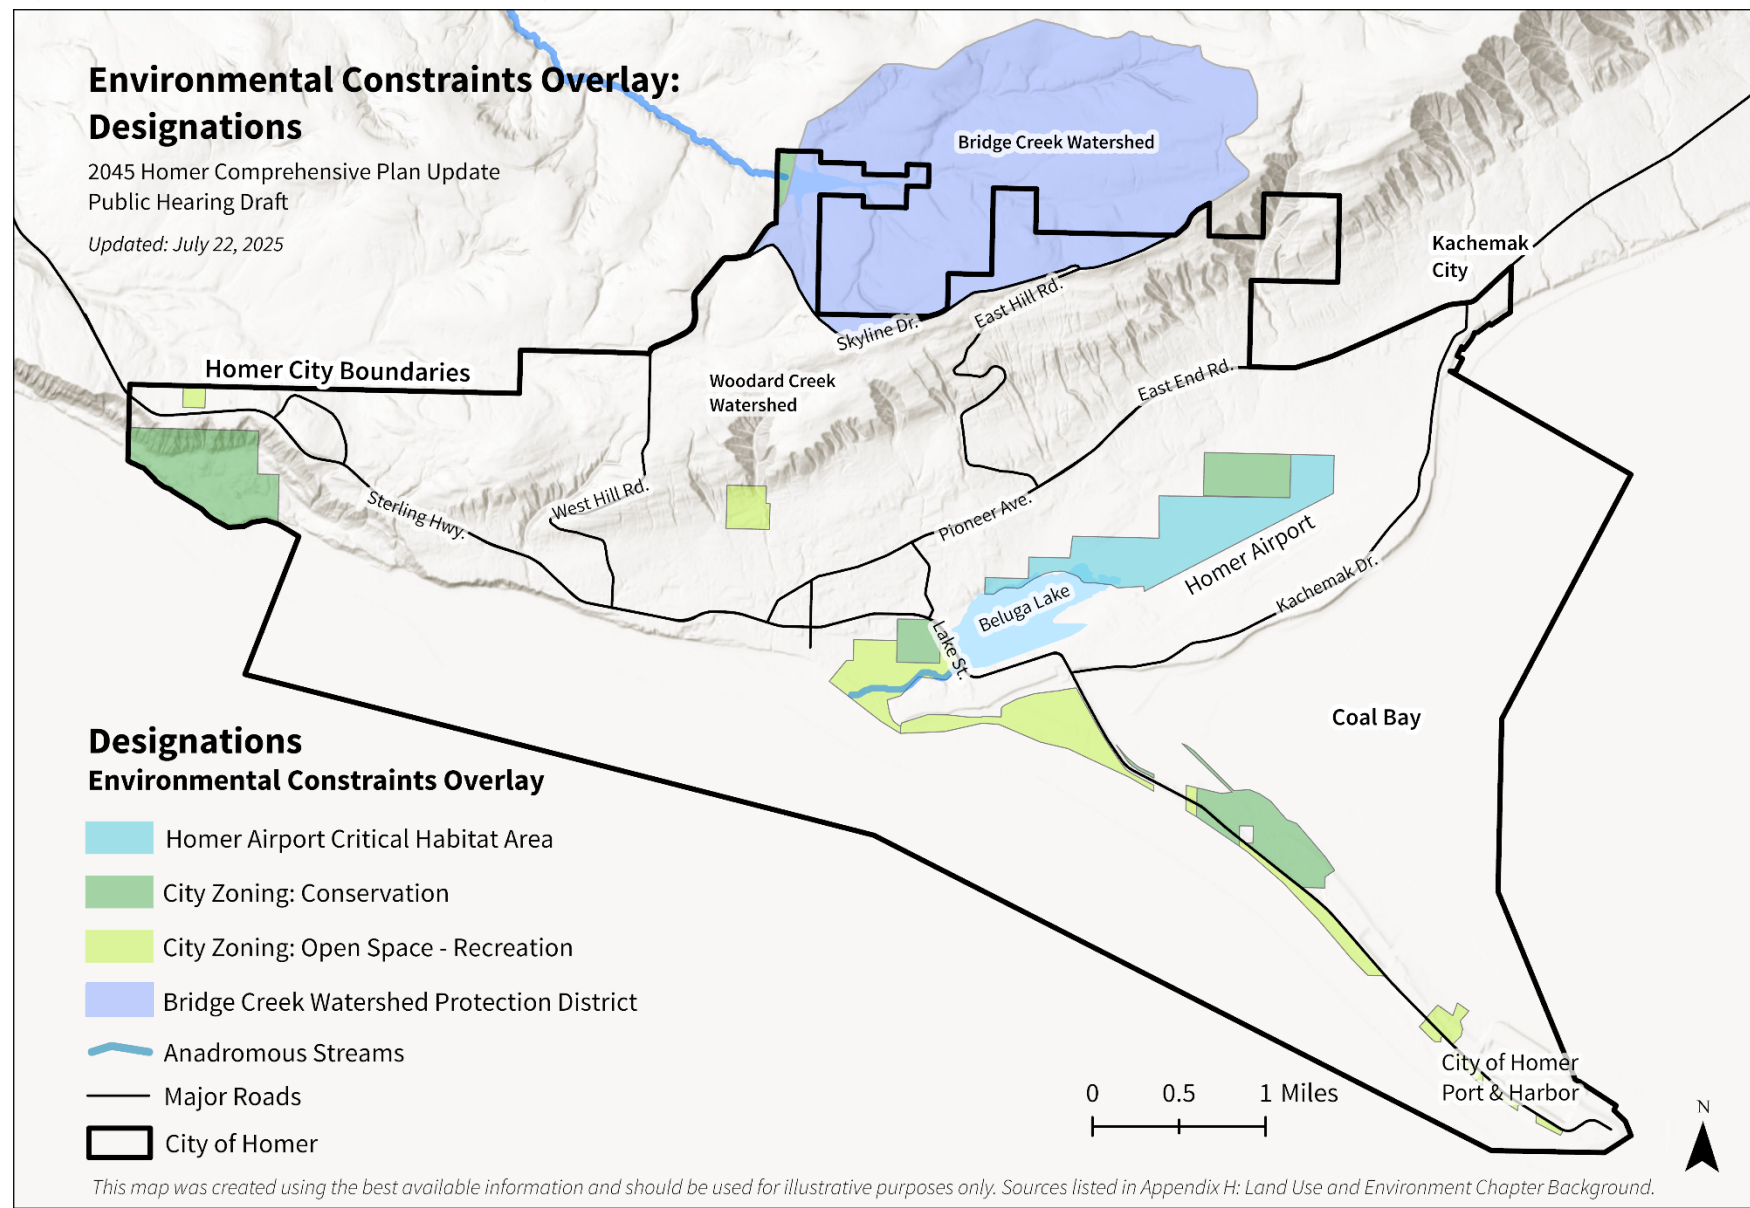 Environmental Constraints Overlay:
Designations
2045 Homer Comprehensive Plan Update
Public Hearing Draft
Updated: July 22, 2025
Bridge Creek Watershed
Kachemak
City
Skyline Dr.
East Hill Rd.
Homer City Boundaries
Woodard Creek
Watershed
East End Rd.
Sterling Hwy.
West Hill Rd.
Pioneer Ave.
Homer Airport
Beluga Lake
Kachemak Dr.
Lake St.
Coal Bay
Designations
Environmental Constraints Overlay
Homer Airport Critical Habitat Area
City Zoning: Conservation
City Zoning: Open Space - Recreation
Bridge Creek Watershed Protection District
Anadromous Streams
Major Roads
City of Homer
City of Homer
Port & Harbor
0 0.5 1 Miles
N
This map was created using the best available information and should be used for illustrative purposes only. Sources listed in Appendix H: Land Use and Environment Chapter Background.